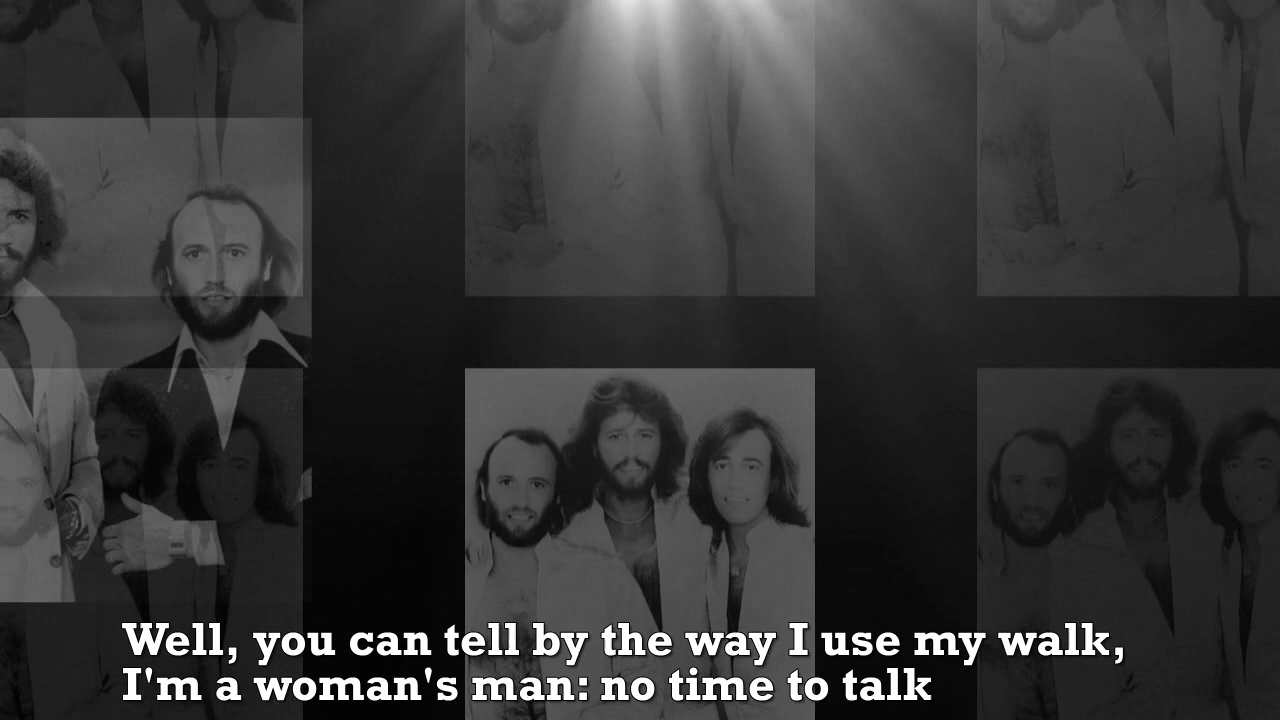 Well, you can tell by the way I use my walk,
I'm a woman's man: no time to talk